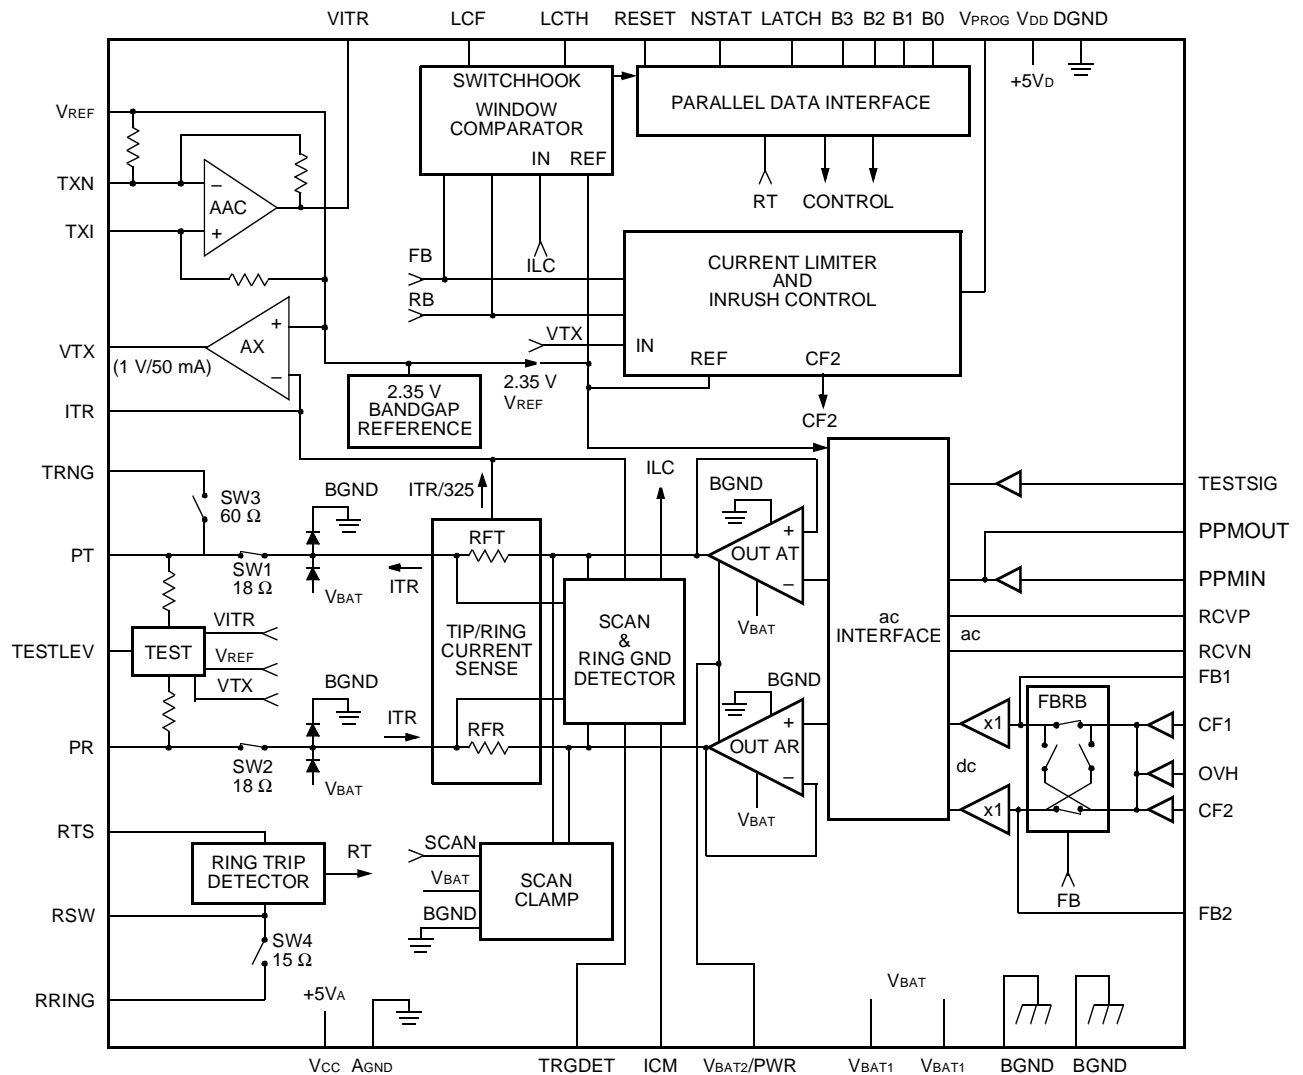 VITR LCF LCTH RESET NSTAT LATCH B3 B2 B1 B0 VPROG VDD DGND
+5VD
SWITCHHOOK
WINDOW
COMPARATOR
IN REF
PARALLEL DATA INTERFACE
RT CONTROL
VREF
TXN
TXI
−
AAC
+
FB
RB
ILC
CURRENT LIMITER
AND
INRUSH CONTROL
VTX
IN
REF CF2
CF2
+
AX
−
VTX
(1 V/50 mA)
ITR
2.35 V
BANDGAP
REFERENCE
2.35 V
VREF
TRNG
SW3
60 Ω
BGND
ITR/325
ILC
BGND
+
OUT AT
−
VBAT
PT
SW1
18 Ω
VBAT
ITR
RFT
TIP/RING
CURRENT
SENSE
RFR
SCAN
&
RING GND
DETECTOR
ac
INTERFACE
TESTSIG
PPMOUT
PPMIN
RCVP
ac
RCVN
FB1
FBRB
x1
CF1
dc
OVH
x1
CF2
FB
FB2
TESTLEV
TEST
VITR
VREF
VTX
BGND
ITR
BGND
+
OUT AR
−
VBAT
PR
SW2
18 Ω
VBAT
RTS
RING TRIP
DETECTOR
RT
SCAN
VBAT
BGND
SCAN
CLAMP
RSW
SW4
15 Ω
RRING
+5VA
VBAT
VCC AGND TRGDET ICM VBAT2/PWR VBAT1 VBAT1 BGND BGND